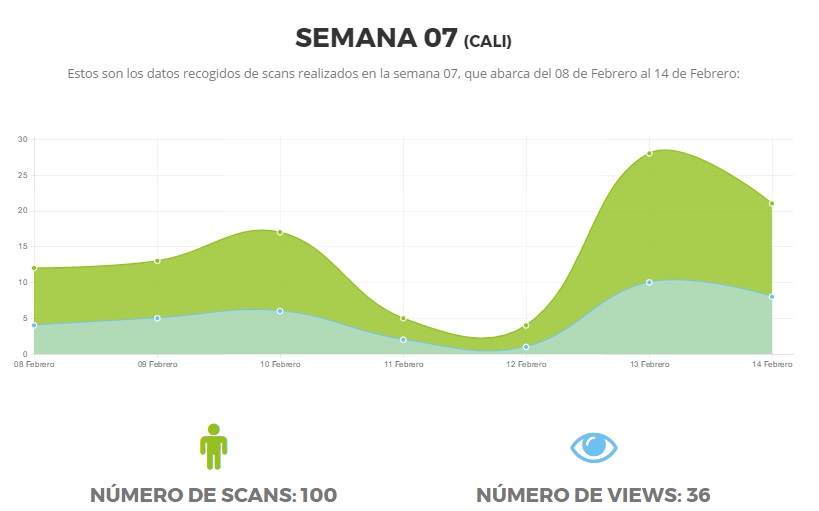 SEMANA 07 (CALI)
Estos son los datos recogidos de scans realizados en la semana 07, que abarca del 08 de Febrero al 14 de Febrero:
30
25
20
15
10
5
0
08 Febrero 09 Febrero 10 Febrero 11 Febrero 12 Febrero 13 Febrero 14 Febrero
NÚMERO DE SCANS: 100 NÚMERO DE VIEWS: 36